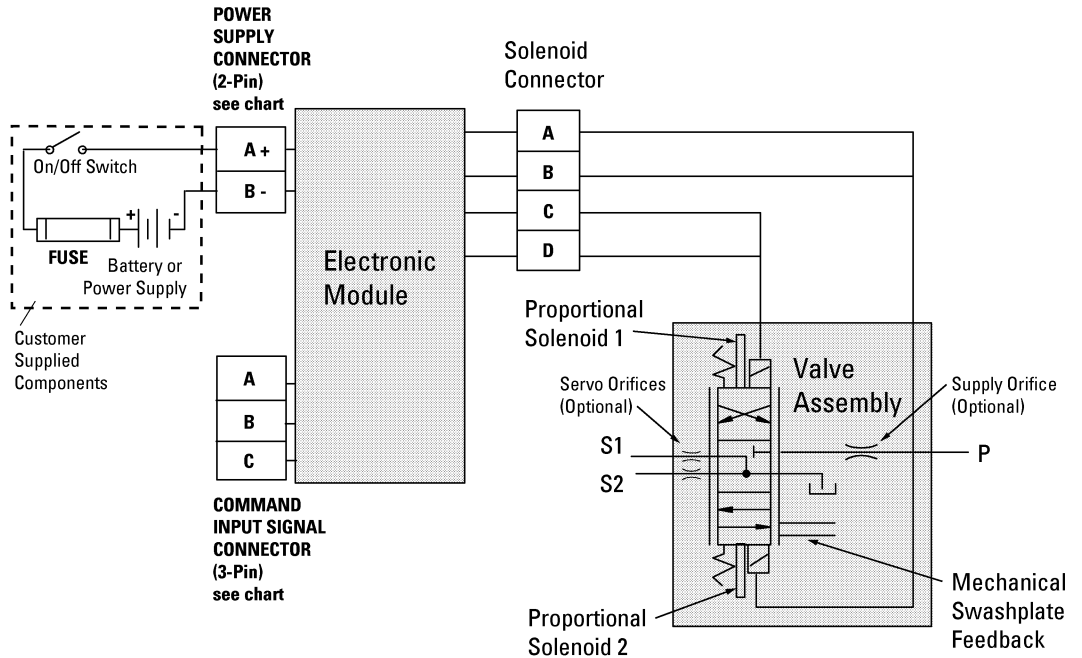 POWER
SUPPLY
CONNECTOR
(2-Pin)
see chart
Solenoid
Connector
A +
B -
On/Off Switch
+
-
FUSE
Battery or
Power Supply
Customer
Supplied
Components
Electronic
Module
A
B
C
D
A
B
C
COMMAND
INPUT SIGNAL
CONNECTOR
(3-Pin)
see chart
Proportional
Solenoid 1
Valve
Assembly
Servo Orifices
(Optional)
Supply Orifice
(Optional)
S1
S2
P
Mechanical
Swashplate
Feedback
Proportional
Solenoid 2